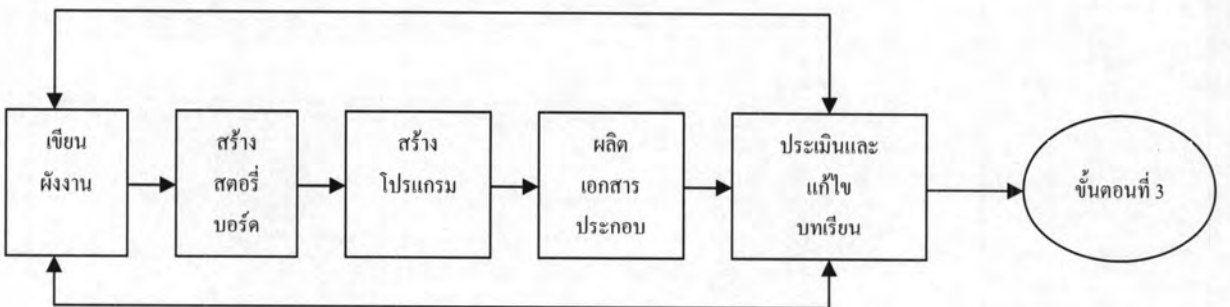 เขียน
ผังงาน
สร้าง
สตอรี่
บอร์ด
สร้าง
โปรแกรม
ผลิต
เอกสาร
ประกอบ
ประเมินและ
แก้ไข
บทเรียน
ขั้นตอนที่ 3